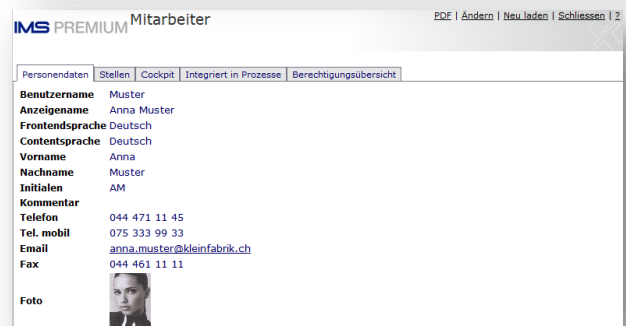 IMS PREMIUM Mitarbeiter PDF | Ändern | Neu laden | Schliessen | ?
Personendaten Stellen Cockpit Integriert in Prozesse Berechtigungsübersicht
Benutzername Muster
Anzeigename Anna Muster
Frontendsprache Deutsch
Contentsprache Deutsch
Vorname Anna
Nachname Muster
Initialen AM
Kommentar
Telefon 044 471 11 45
Tel. mobil 075 333 99 33
Email anna.muster@kleinfabrik.ch
Fax 044 461 11 11
Foto